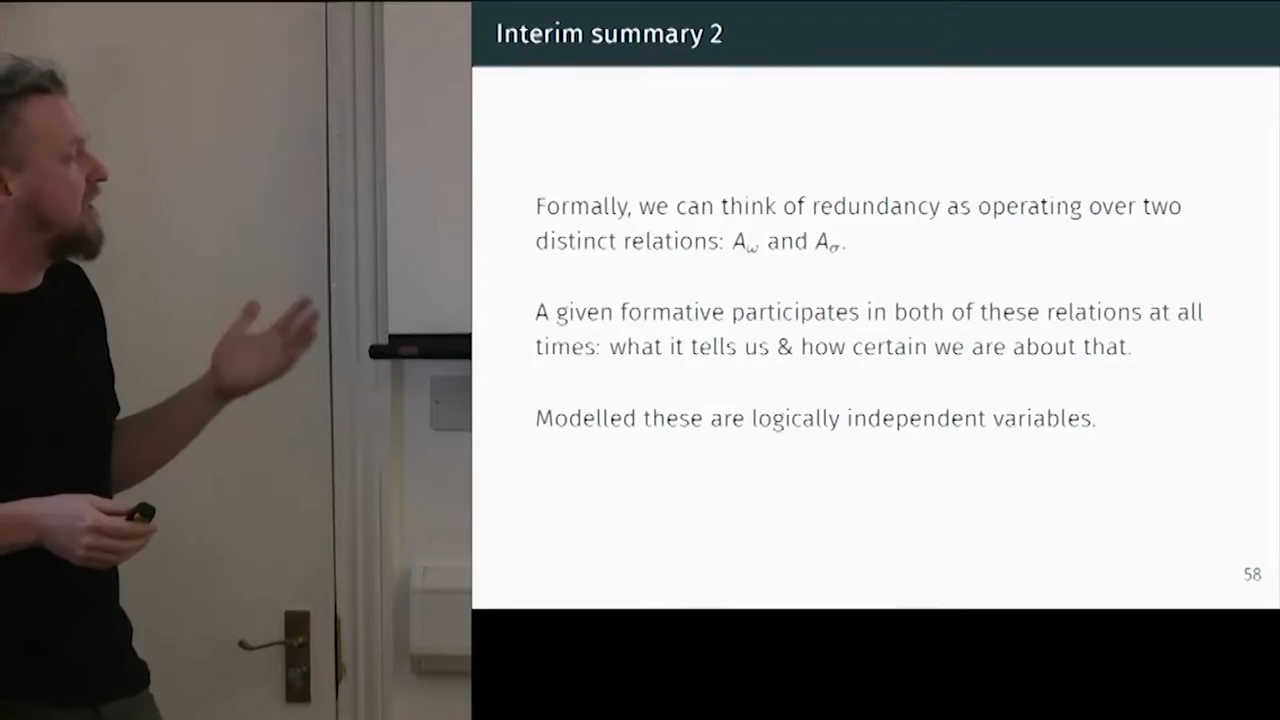 Interim summary 2
Formally, we can think of redundancy as operating over two
distinct relations: Aω and Aσ.
A given formative participates in both of these relations at all
times: what it tells us & how certain we are about that.
Modelled these are logically independent variables.
58